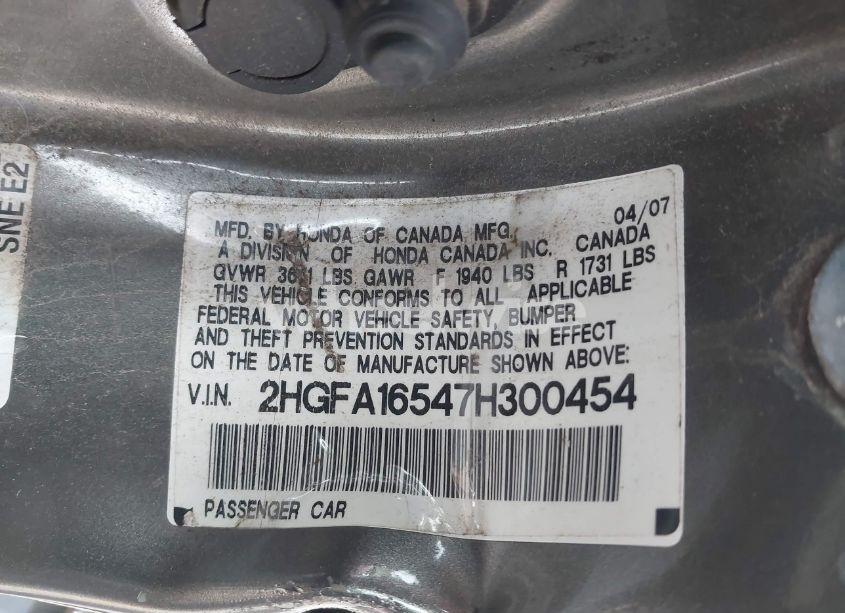 SNE E2
04/07
MFD. BY HONDA OF CANADA MFG.,
A DIVISION OF HONDA CANADA INC. CANADA
GVWR LBS GAWR F 1940 LBS R 1731 LBS
THIS VEHICLE CONFORMS TO ALL APPLICABLE
FEDERAL MOTOR VEHICLE SAFETY, BUMPER
AND THEFT PREVENTION STANDARDS IN EFFECT
ON THE DATE OF MANUFACTURE SHOWN ABOVE:
V.I.N. 2HGFA16547H300454
PASSENGER CAR